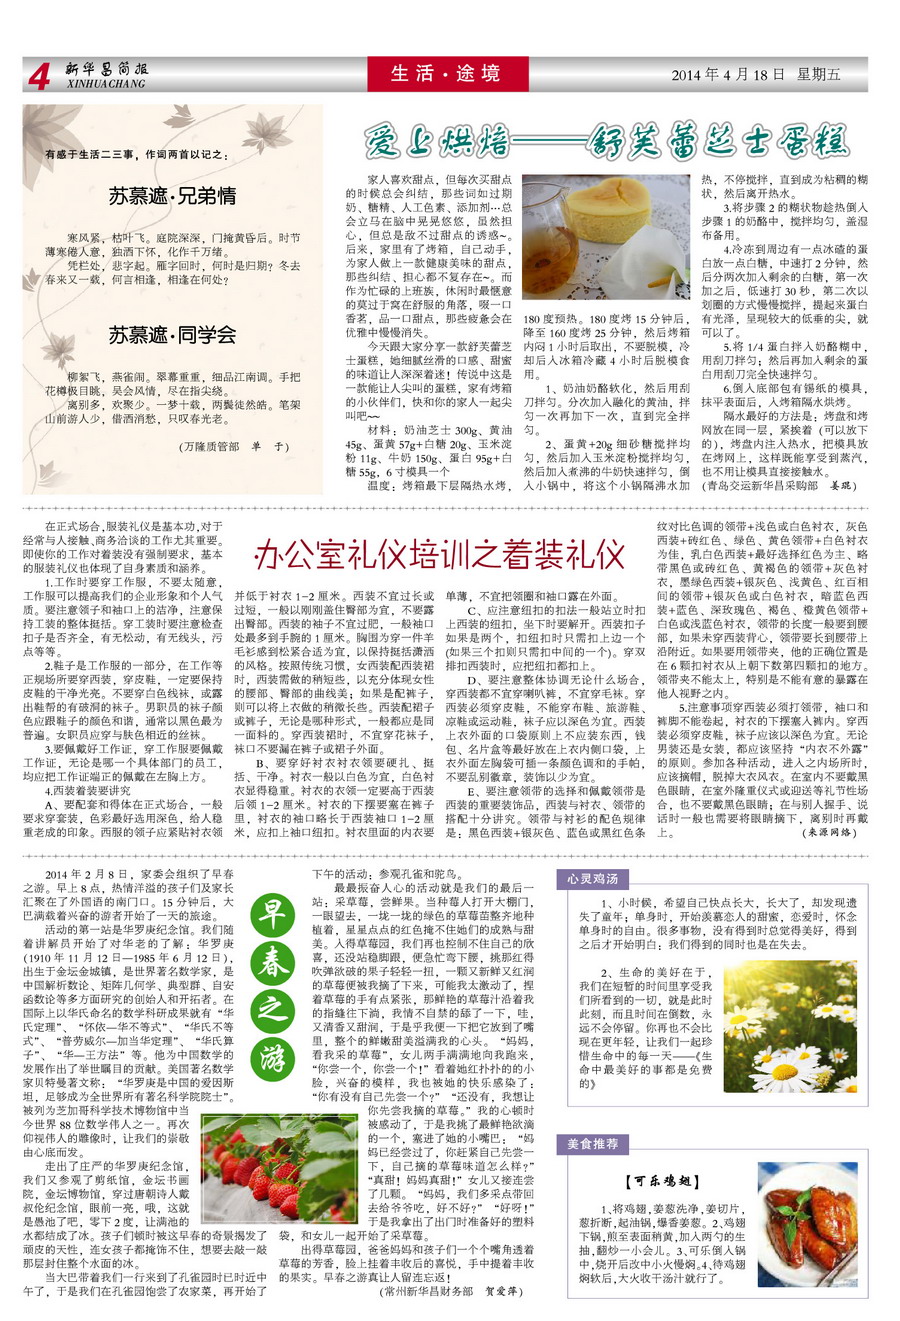 4
新华昌简报
XINHUACHANG
生活·途境
2014年4月18日 星期五
有感于生活二三事，作词两首以记之：
苏慕遮·兄弟情
寒风紧，枯叶飞。庭院深深，门掩黄昏后。时节
薄寒倦人意，独酒下怀，化作千万绪。
凭栏处，悲字起。雁字回时，何时是归期？冬去
春来又一载，何言相逢，相逢在何处？
苏慕遮·同学会
柳絮飞，燕雀闹。翠幕重重，细品江南调。手把
花樽极目眺，吴会风情，尽在指尖绕。
离别多，欢聚少。一梦十载，两鬓徒然皓。笔架
山前游人少，借酒消愁，只叹春光老。
(万隆质管部 单 于)
爱上烘焙——舒芙蕾芝士蛋糕
家人喜欢甜点，但每次买甜点
的时候总会纠结，那些词如过期
奶、糖精、人工色素、添加剂…总
会立马在脑中晃晃悠悠，虽然担
心，但总是敌不过甜点的诱惑~。
后来，家里有了烤箱，自己动手，
为家人做上一款健康美味的甜点，
那些纠结、担心都不复存在~。而
作为忙碌的上班族，休闲时最惬意
的莫过于窝在舒服的角落，啜一口
香茗，品一口甜点，那些疲惫会在
优雅中慢慢消失。
今天跟大家分享一款舒芙蕾芝
士蛋糕，她细腻丝滑的口感、甜蜜
的味道让人深深着迷！传说中这是
一款能让人尖叫的蛋糕，家有烤箱
的小伙伴们，快和你的家人一起尖
叫吧~~
材料：奶油芝士300g、黄油
45g、蛋黄57g+白糖20g、玉米淀
粉11g、牛奶150g、蛋白95g+白
糖55g，6寸模具一个
温度：烤箱最下层隔热水烤，
180度预热。180度烤15分钟后，
降至160度烤25分钟，然后烤箱
内闷1小时后取出，不要脱模，冷
却后入冰箱冷藏4小时后脱模食
用。
1、奶油奶酪软化，然后用刮
刀拌匀。分次加入融化的黄油，拌
匀一次再加下一次，直到完全拌
匀。
2、蛋黄+20g细砂糖搅拌均
匀，然后加入玉米淀粉搅拌均匀，
然后加入煮沸的牛奶快速拌匀，倒
入小锅中，将这个小锅隔沸水加
热，不停搅拌，直到成为粘稠的糊
状，然后离开热水。
3.将步骤2的糊状物趁热倒入
步骤1的奶酪中，搅拌均匀，盖湿
布备用。
4.冷冻到周边有一点冰碴的蛋
白放一点白糖，中速打2分钟，然
后分两次加入剩余的白糖，第一次
加之后，低速打30秒，第二次以
划圈的方式慢慢搅拌，提起来蛋白
有光泽，呈现较大的低垂的尖，就
可以了。
5.将1/4蛋白拌入奶酪糊中，
用刮刀拌匀；然后再加入剩余的蛋
白用刮刀完全快速拌匀。
6.倒入底部包有锡纸的模具，
抹平表面后，入烤箱隔水烘烤。
隔水最好的方法是：烤盘和烤
网放在同一层，紧挨着（可以放下
的），烤盘内注入热水，把模具放
在烤网上，这样既能享受到蒸汽，
也不用让模具直接接触水。
(青岛交运新华昌采购部 姜琨)
办公室礼仪培训之着装礼仪
在正式场合，服装礼仪是基本功，对于
经常与人接触、商务洽谈的工作尤其重要。
即使你的工作对着装没有强制要求，基本
的服装礼仪也体现了自身素质和涵养。
1.工作时要穿工作服，不要太随意，
工作服可以提高我们的企业形象和个人气
质。要注意领子和袖口上的洁净，注意保
持工装的整体挺括。穿工装时要注意检查
扣子是否齐全，有无松动，有无线头，污
点等等。
2.鞋子是工作服的一部分，在工作等
正规场所要穿西装，穿皮鞋，一定要保持
皮鞋的干净光亮。不要穿白色线袜，或露
出鞋帮的有破洞的袜子。男职员的袜子颜
色应跟鞋子的颜色和谐，通常以黑色最为
普遍。女职员应穿与肤色相近的丝袜。
3.要佩戴好工作证，穿工作服要佩戴
工作证，无论是哪一个具体部门的员工，
均应把工作证端正的佩戴在左胸上方。
4.西装着装要讲究
A、要配套和得体在正式场合，一般
要求穿套装，色彩最好选用深色，给人稳
重老成的印象。西服的领子应紧贴衬衣领
并低于衬衣1-2厘米。西装不宜过长或
过短，一般以刚刚盖住臀部为宜，不要露
出臀部。西装的袖子不宜过肥，一般袖口
处最多到手腕的1厘米。胸围为穿一件羊
毛衫感到松紧合适为宜，以保持挺括潇洒
的风格。按照传统习惯，女西装配西装裙
时，西装需做的稍短些，以充分体现女性
的腰部、臀部的曲线美；如果是配裤子，
则可以将上衣做的稍微长些。西装配裙子
或裤子，无论是哪种形式，一般都应是同
一面料的。穿西装裙时，不宜穿花袜子，
袜口不要漏在裤子或裙子外面。
B、要穿好衬衣衬衣领要硬扎、挺
括、干净。衬衣一般以白色为宜，白色衬
衣显得稳重。衬衣的衣领一定要高于西装
后领1-2厘米。衬衣的下摆要塞在裤子
里，衬衣的袖口略长于西装袖口1-2厘
米，应扣上袖口纽扣。衬衣里面的内衣要
单薄，不宜把领圈和袖口露在外面。
C、应注意纽扣的扣法一般站立时扣
上西装的纽扣，坐下时要解开。西装扣子
如果是两个，扣纽扣时只需扣上边一个
(如果三个扣则只需扣中间的一个)。穿双
排扣西装时，应把纽扣都扣上。
D、要注意整体协调无论什么场合，
穿西装都不宜穿喇叭裤，不宜穿毛袜。穿
西装必须穿皮鞋，不能穿布鞋、旅游鞋、
凉鞋或运动鞋，袜子应以深色为宜。西装
上衣外面的口袋原则上不应装东西，钱
包、名片盒等最好放在上衣内侧口袋，上
衣外面左胸袋可插一条颜色调和的手帕，
不要乱别徽章，装饰以少为宜。
E、要注意领带的选择和佩戴领带是
西装的重要装饰品，西装与衬衣、领带的
搭配十分讲究。领带与衬衫的配色规律
是：黑色西装+银灰色、蓝色或黑红色条
纹对比色调的领带+浅色或白色衬衣，灰色
西装+砖红色、绿色、黄色领带+白色衬衣
为佳，乳白色西装+最好选择红色为主、略
带黑色或砖红色、黄褐色的领带+灰色衬
衣，墨绿色西装+银灰色、浅黄色、红百相
间的领带+银灰色或白色衬衣，暗蓝色西
装+蓝色、深玫瑰色、褐色、橙黄色领带+
白色或浅蓝色衬衣，领带的长度一般要到腰
部，如果未穿西装背心，领带要长到腰带上
沿附近。如果要用领带夹，他的正确位置是
在6颗扣衬衣从上朝下数第四颗扣的地方。
领带夹不能太上，特别是不能有意的暴露在
他人视野之内。
5.注意事项穿西装必须打领带，袖口和
裤脚不能卷起，衬衣的下摆塞入裤内。穿西
装必须穿皮鞋，袜子应该以深色为宜。无论
男装还是女装，都应该坚持“内衣不外露”
的原则。参加各种活动，进入之内场所时，
应该摘帽，脱掉大衣风衣。在室内不要戴黑
色眼睛，在室外隆重仪式或迎送等礼节性场
合，也不要戴黑色眼睛；在与别人握手、说
话时一般也需要将眼睛摘下，离别时再戴
上。 (来源网络)
早春之游
2014年2月8日，家委会组织了早春
之游。早上8点，热情洋溢的孩子们及家长
汇聚在了外国语的南门口。15分钟后，大
巴满载着兴奋的游者开始了一天的旅途。
活动的第一站是华罗庚纪念馆。我们随
着讲解员开始了对华老的了解：华罗庚
(1910年11月12日—1985年6月12日)，
出生于金坛金城镇，是世界著名数学家，是
中国解析数论、矩阵几何学、典型群、自安
函数论等多方面研究的创始人和开拓者。在
国际上以华氏命名的数学科研成果就有“华
氏定理”、“怀依—华不等式”、“华氏不等
式”、“普劳威尔—加当华定理”、“华氏算
子”、“华—王方法”等。他为中国数学的
发展作出了举世瞩目的贡献。美国著名数学
家贝特曼著文称：“华罗庚是中国的爱因斯
坦，足够成为全世界所有著名科学院院士”。
被列为芝加哥科学技术博物馆中当
今世界88位数学伟人之一。再次
仰视伟人的雕像时，让我们的崇敬
由心底而发。
走出了庄严的华罗庚纪念馆，
我们又参观了剪纸馆，金坛书画
院，金坛博物馆，穿过唐朝诗人戴
叔伦纪念馆，眼前一亮，哦，这就
是愚池了吧，零下2度，让满池的
水都结成了冰。孩子们顿时被这早春的奇景揭发了
顽皮的天性，连女孩子都掩饰不住，想要去敲一敲
那层封住整个水面的冰。
当大巴带着我们一行来到了孔雀园时已时近中
午了，于是我们在孔雀园饱尝了农家菜，再开始了
下午的活动：参观孔雀和鸵鸟。
最最振奋人心的活动就是我们的最后一
站：采草莓，尝鲜果。当种莓人打开大棚门，
一眼望去，一垅一垅的绿色的草莓苗整齐地种
植着，星星点点的红色掩不住她们的成熟与甜
美。入得草莓园，我们再也控制不住自己的欣
喜，还没站稳脚跟，便急忙弯下腰，挑那红得
吹弹欲破的果子轻轻一扭，一颗又新鲜又红润
的草莓便被我摘了下来，可能我太激动了，捏
着草莓的手有点紧张，那鲜艳的草莓汁沿着我
的指缝往下淌，我情不自禁的舔了一下，哇，
又清香又甜润，于是乎我便一下把它放到了嘴
里，整个的鲜嫩甜美溢满我的心头。“妈妈，
看我采的草莓”，女儿两手满满地向我跑来，
“你尝一个，你尝一个！”看着她红扑扑的的小
脸，兴奋的模样，我也被她的快乐感染了：
“你有没有自己先尝一个？”“还没有，我想让
你先尝我摘的草莓。”我的心顿时
被感动了，于是我挑了最鲜艳欲滴
的一个，塞进了她的小嘴巴；“妈
妈已经尝过了，你赶紧自己先尝一
下，自己摘的草莓味道怎么样？”
“真甜！妈妈真甜！”女儿又接连尝
了几颗。“妈妈，我们多采点带回
去给爷爷吃，好不好？”“好呀！”
于是我拿出了出门时准备好的塑料
袋，和女儿一起开始了采草莓。
出得草莓园，爸爸妈妈和孩子们一个个嘴角透着
草莓的芳香，脸上挂着丰收后的喜悦，手中提着丰收
的果实。早春之游真让人留连忘返！
(常州新华昌财务部 贺爱萍)
心灵鸡汤
1、小时侯，希望自己快点长大，长大了，却发现遗
失了童年；单身时，开始羡慕恋人的甜蜜，恋爱时，怀念
单身时的自由。很多事物，没有得到时总觉得美好，得到
之后才开始明白：我们得到的同时也是在失去。
2、生命的美好在于，
我们在短暂的时间里享受我
们所看到的一切，就是此时
此刻，而且时间在倒数，永
远不会停留。你再也不会比
现在更年轻，让我们一起珍
惜生命中的每一天——《生
命中最美好的事都是免费
的》
美食推荐
【可乐鸡翅】
1、将鸡翅，姜葱洗净，姜切片，
葱折断，起油锅，爆香姜葱。2、鸡翅
下锅，煎至表面稍黄，加入两勺的生
抽，翻炒一小会儿。3、可乐倒入锅
中，烧开后改中小火慢焖。4、待鸡翅
焖软后，大火收干汤汁就行了。